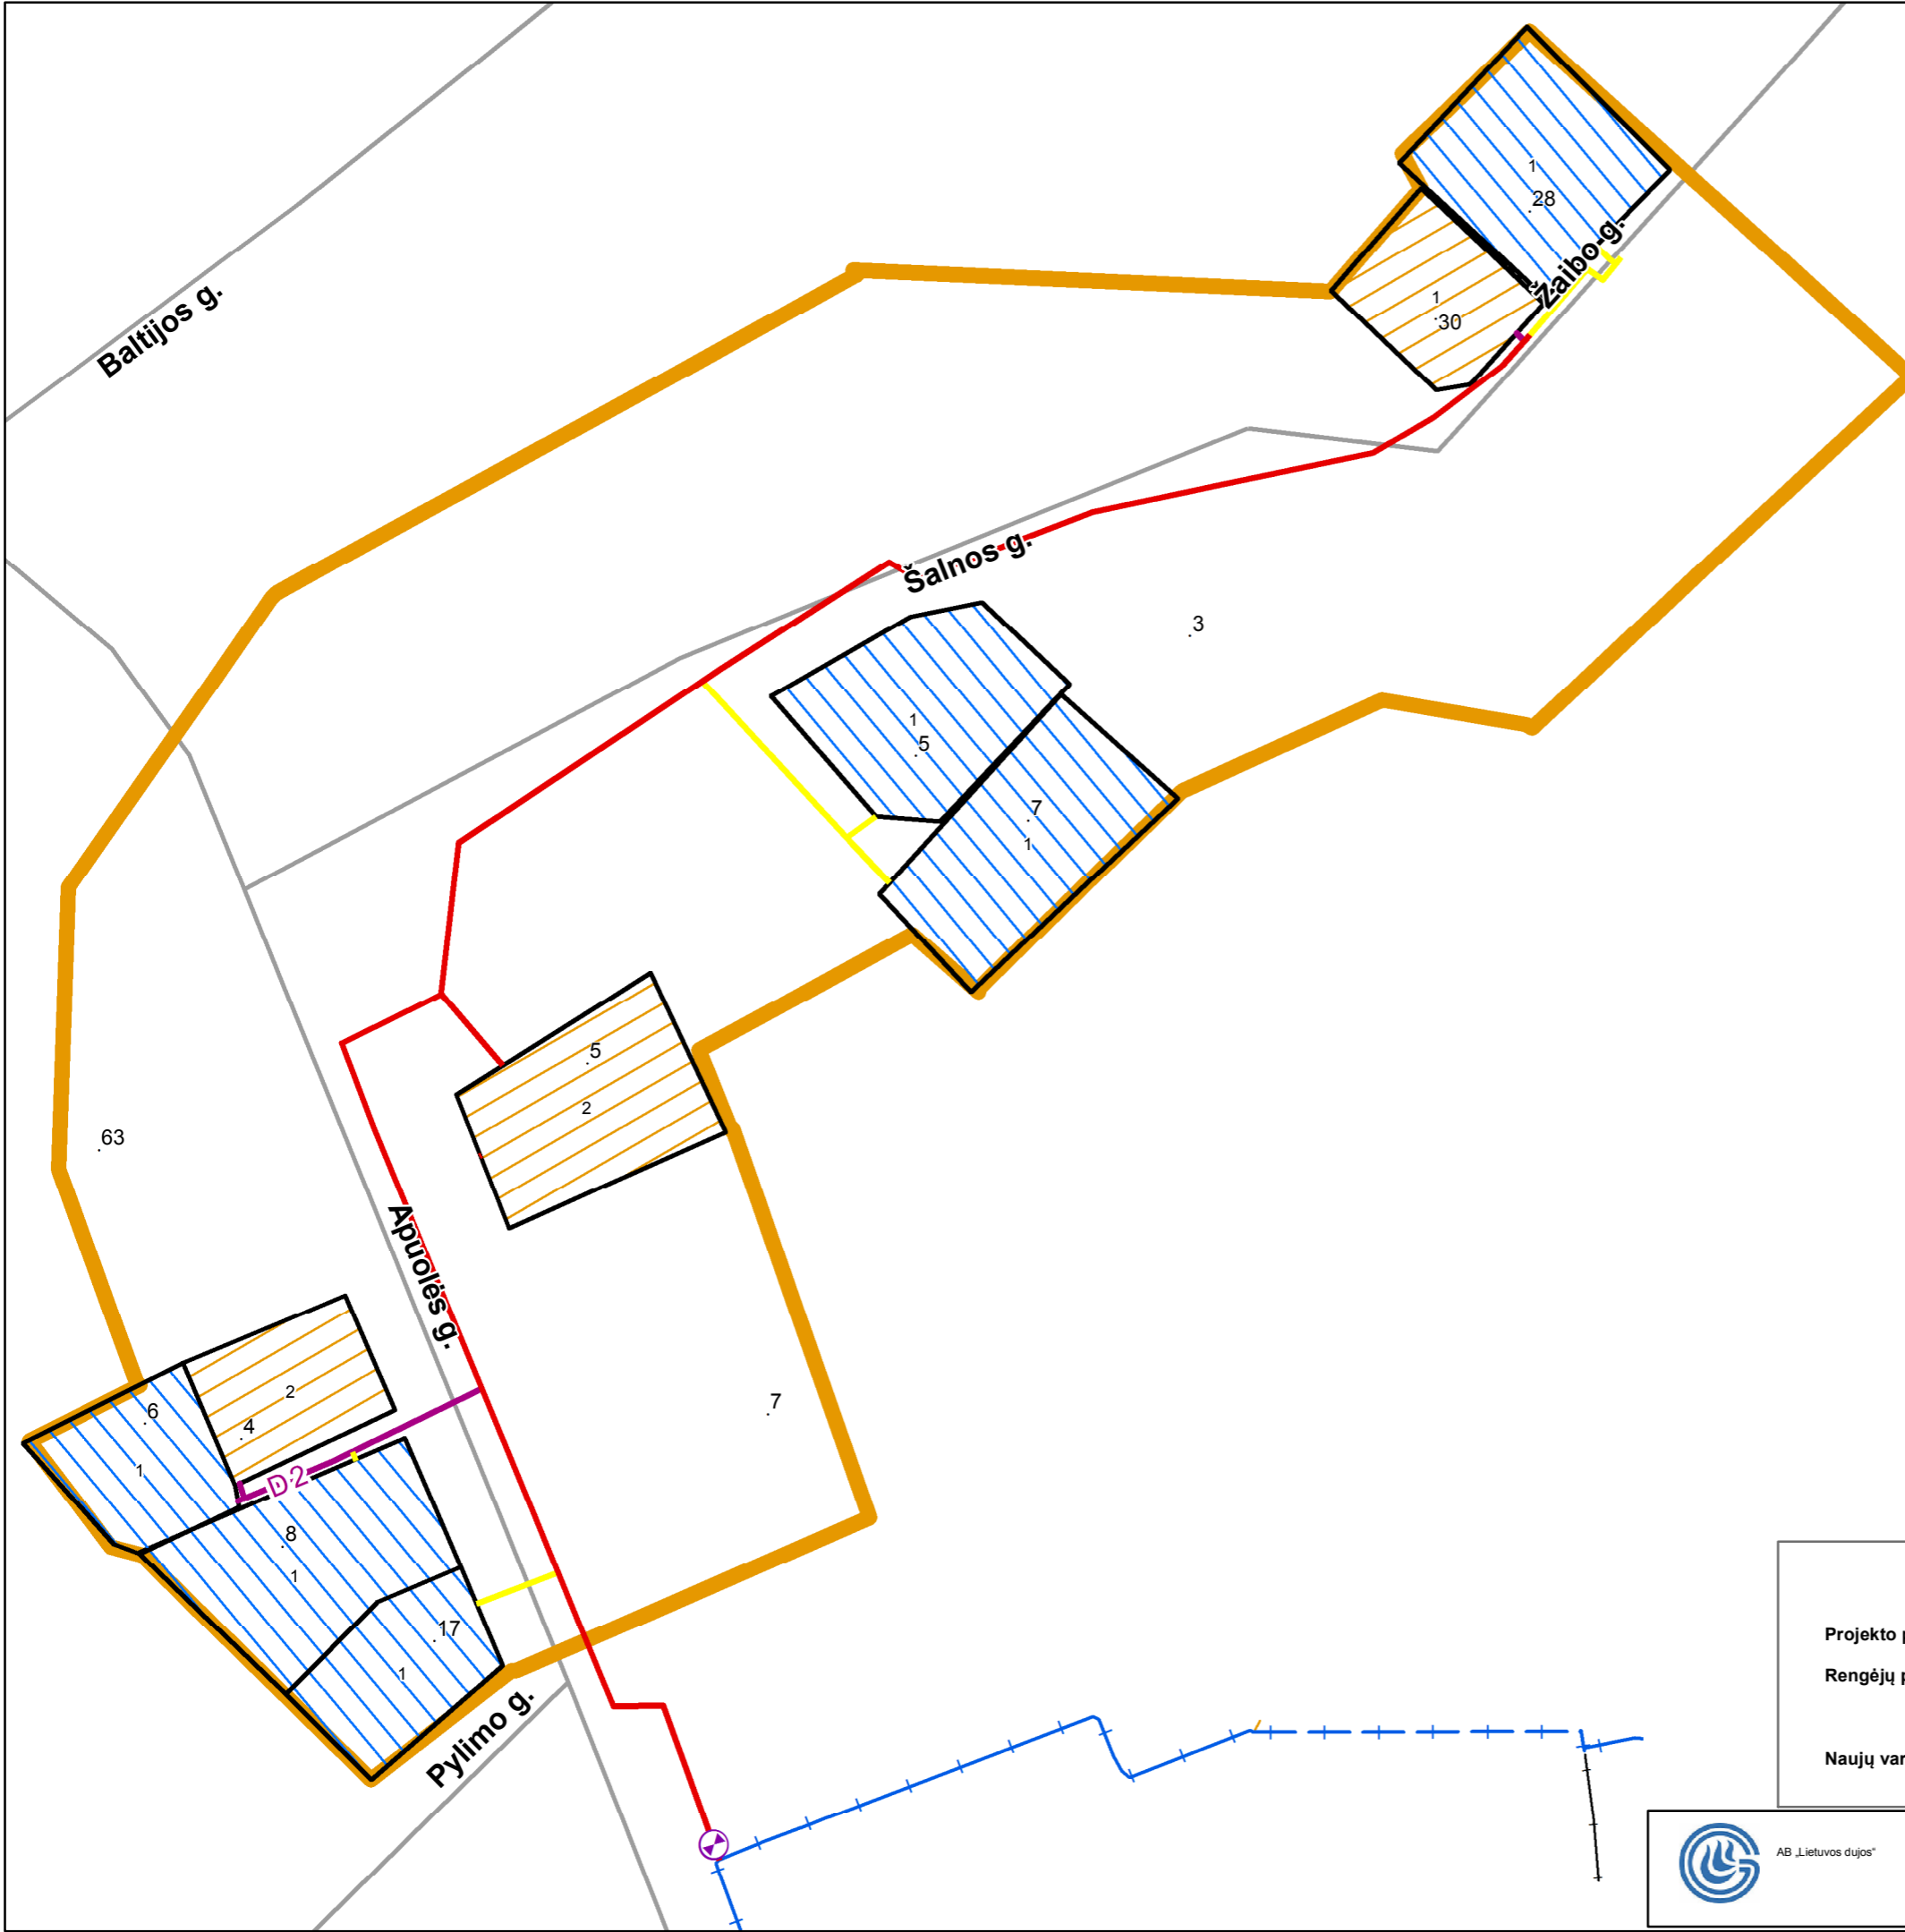 1
28
Žaibo g.
1
30
Baltijos g.
Šalnos g.
3
1
5
7
1
5
2
63
Apuolės g.
2
4
6
1
D 2
8
1
17
1
7
Pylimo g.
Projekto p
Rengėjų p
Naujų var
AB „Lietuvos dujos“